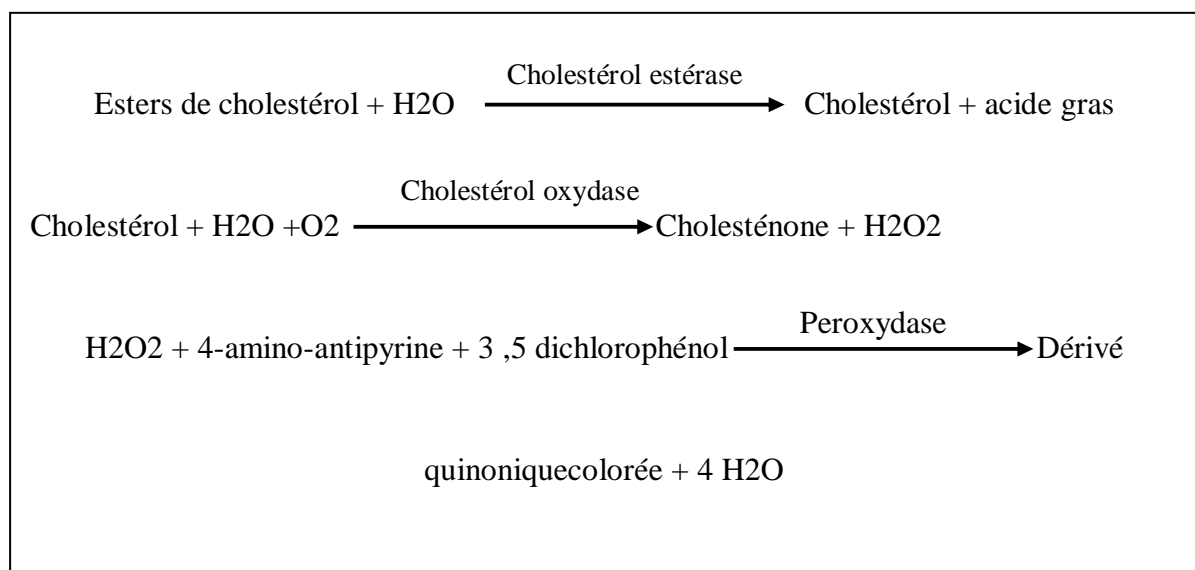 Cholestérol estérase
Esters de cholestérol + H2O Cholestérol + acide gras
Cholestérol oxydase
Cholestérol + H2O +O2 Cholesténone + H2O2
Peroxydase
H2O2 + 4-amino-antipyrine + 3 ,5 dichlorophénol Dérivé
quinoniquecolorée + 4 H2O